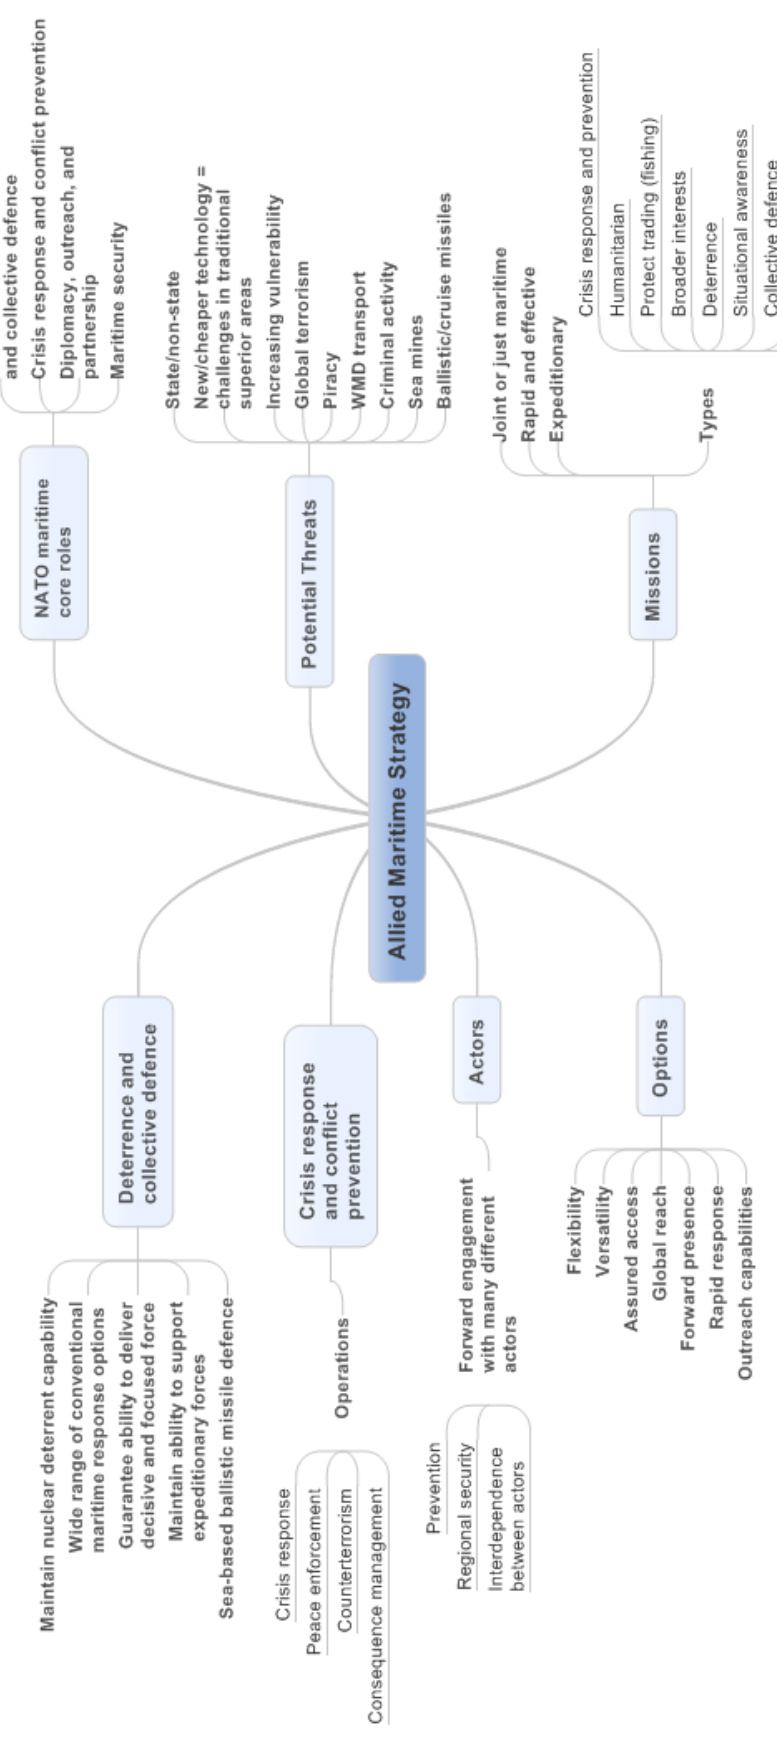 Allied Maritime Strategy
NATO maritime
core roles
and collective defence
Crisis response and conflict prevention
Diplomacy, outreach, and
partnership
Maritime security
Potential Threats
State/non-state
New/cheaper technology =
challenges in traditional
superior areas
Increasing vulnerability
Global terrorism
Piracy
WMD transport
Criminal activity
Sea mines
Ballistic/cruise missiles
Missions
Joint or just maritime
Rapid and effective
Expeditionary
Types
Crisis response and prevention
Humanitarian
Protect trading (fishing)
Broader interests
Deterrence
Situational awareness
Collective defence
Deterrence and
collective defence
Maintain nuclear deterrent capability
Wide range of conventional
maritime response options
Guarantee ability to deliver
decisive and focused force
Maintain ability to support
expeditionary forces
Sea-based ballistic missile defence
Crisis response
and conflict
prevention
Operations
Crisis response
Peace enforcement
Counterterrorism
Consequence management
Actors
Forward engagement
with many different
actors
Prevention
Regional security
Interdependence
between actors
Options
Flexibility
Versatility
Assured access
Global reach
Forward presence
Rapid response
Outreach capabilities